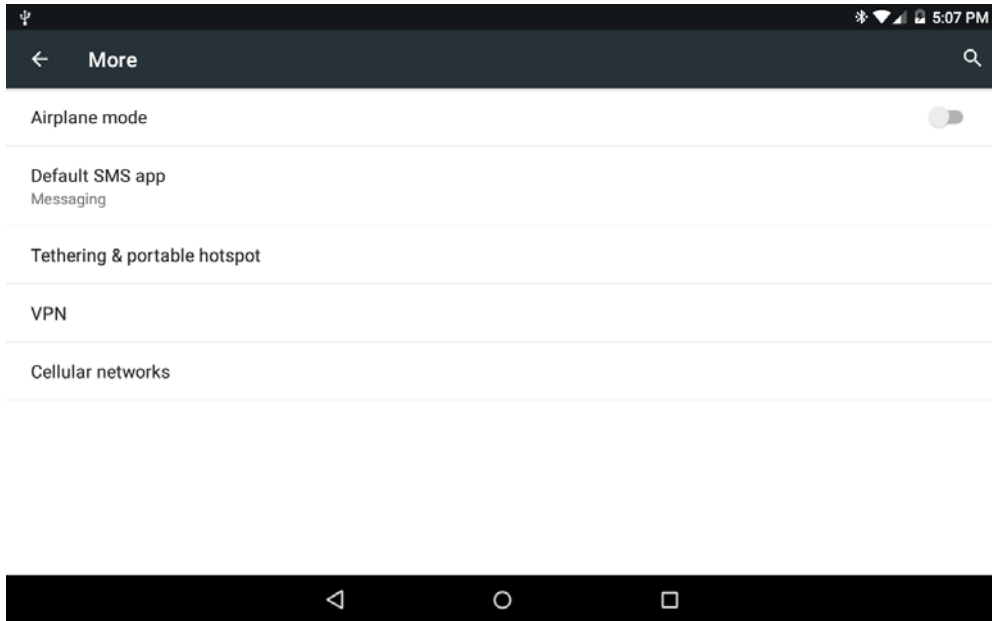 5:07 PM
More
Airplane mode
Default SMS app
Messaging
Tethering & portable hotspot
VPN
Cellular networks